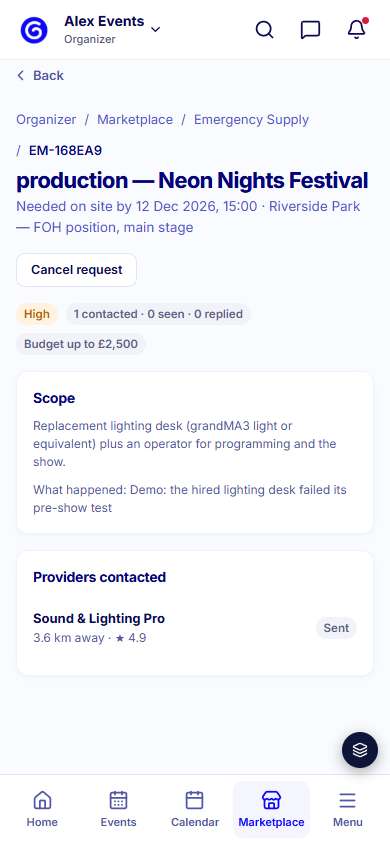 Alex Events
Organizer
Back
Organizer / Marketplace / Emergency Supply
/ EM-168EA9
production — Neon Nights Festival
Needed on site by 12 Dec 2026, 15:00 · Riverside Park
— FOH position, main stage
Cancel request
High
1 contacted · 0 seen · 0 replied
Budget up to £2,500
Scope
Replacement lighting desk (grandMA3 light or
equivalent) plus an operator for programming and the
show.
What happened: Demo: the hired lighting desk failed its
pre-show test
Providers contacted
Sound & Lighting Pro
3.6 km away · ★ 4.9
Sent
Home
Events
Calendar
Marketplace
Menu